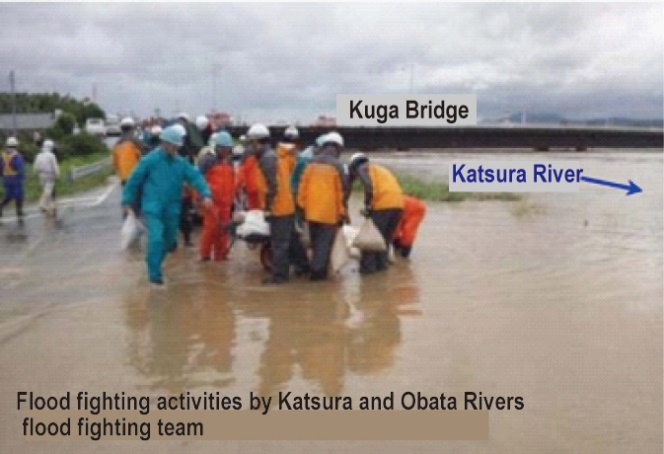 Kuga Bridge
Katsura River
Flood fighting activities by Katsura and Obata Rivers
flood fighting team